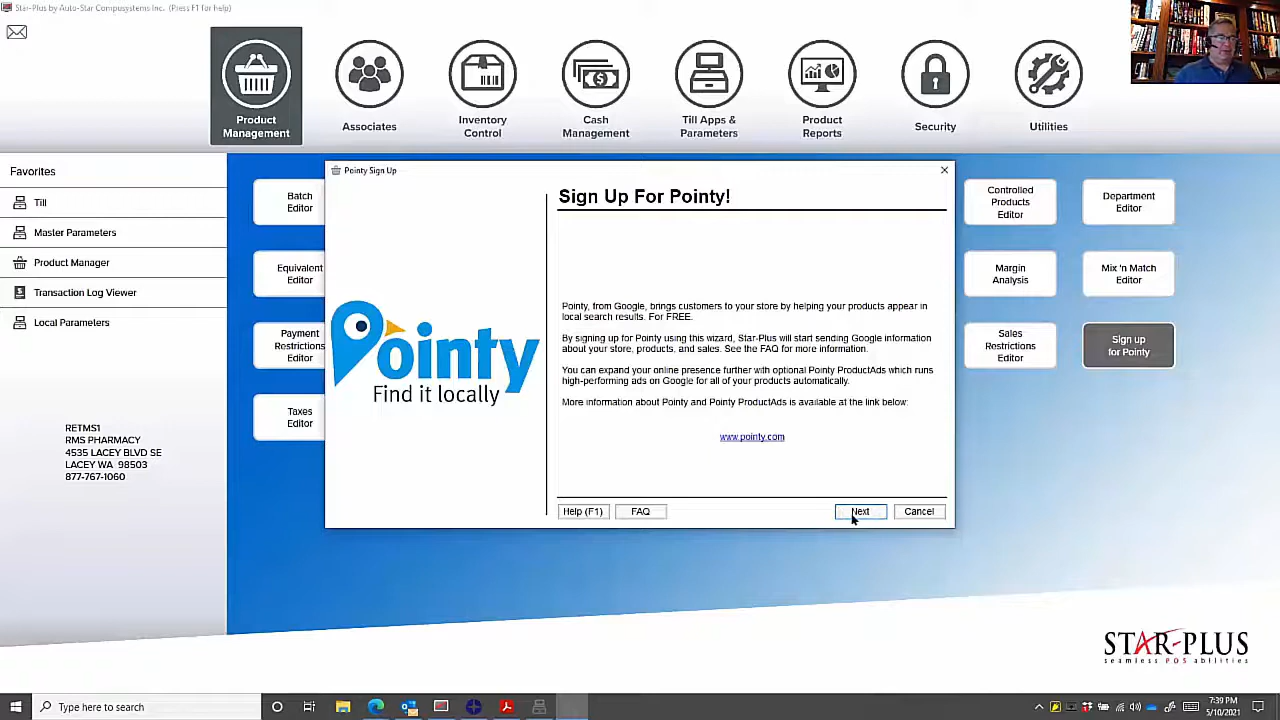 Star-Plus by Auto-Star Compusystems Inc. (Press F1 for help)
Product
Management
Associates
Inventory
Control
Cash
Management
Till Apps &
Parameters
Product
Reports
Security
Utilities
Favorites
Till
Master Parameters
Product Manager
Transaction Log Viewer
Local Parameters
RETMS1
RMS PHARMACY
4535 LACEY BLVD SE
LACEY WA 98503
877-767-1060
Batch
Editor
Equivalent
Editor
Payment
Restrictions
Editor
Taxes
Editor
Pointy Sign Up
Sign Up For Pointy!
Pointy
Find it locally
Pointy, from Google, brings customers to your store by helping your products appear in
local search results. For FREE.
By signing up for Pointy using this wizard, Star-Plus will start sending Google information
about your store, products, and sales. See the FAQ for more information.
You can expand your online presence further with optional Pointy ProductAds which runs
high-performing ads on Google for all of your products automatically.
More information about Pointy and Pointy ProductAds is available at the link below:
www.pointy.com
Help (F1)
FAQ
Next
Cancel
Controlled
Products
Editor
Department
Editor
Margin
Analysis
Mix 'n Match
Editor
Sales
Restrictions
Editor
Sign up
for Pointy
STAR-PLUS
seamless POS abilities
Type here to search
7:39 PM
5/10/2021